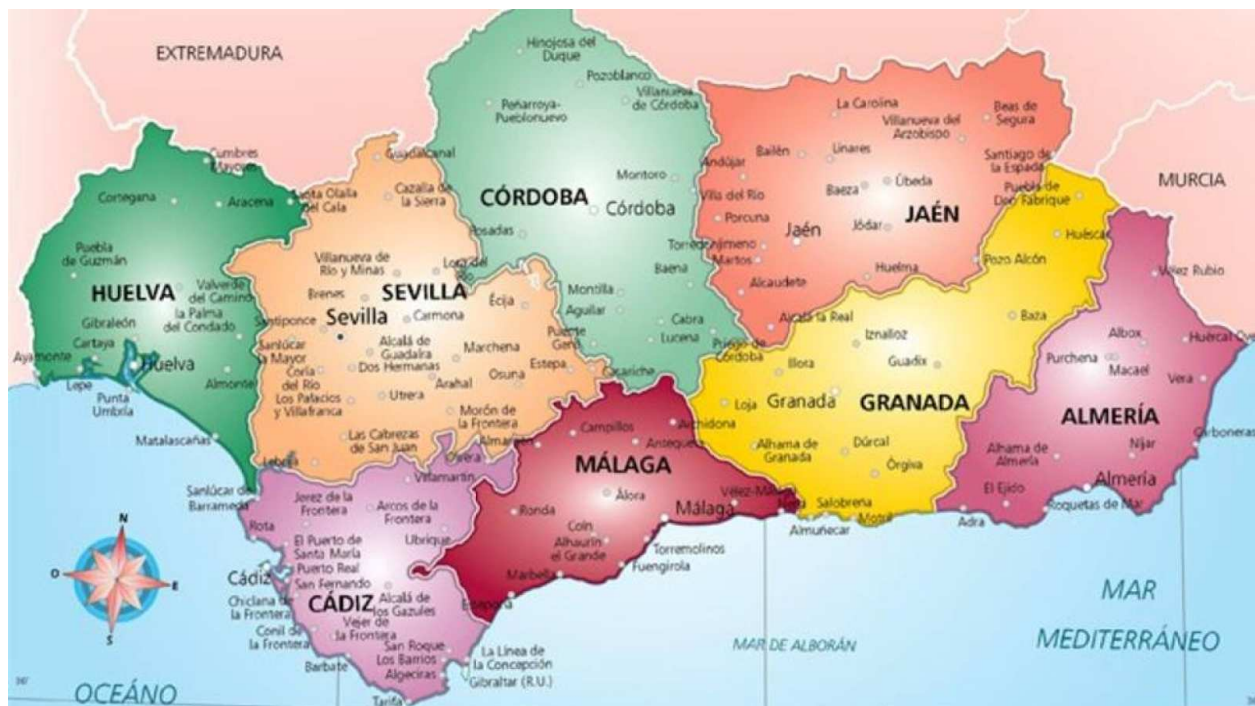 EXTREMADURA
Hinojosa del
Duque
Pozoblanco
Villanueva
de Córdoba
Peñarroya-
Pueblonuevo
La Carolina
Beas de
Segura
Villanueva del
Arzobispo
Bailén
Linares
Santiago de
la Espada
Andújar
Cumbres
Mayores
Guadalcanal
Montoro
Villa del Río
Baeza
Úbeda
Puebla de
Don Fabrique
MURCIA
Cortegana
Aracena
Santa Olalla
del Cala
Cazalla de
la Sierra
CÓRDOBA
Córdoba
Porcuna
JAÉN
Jaén
Jódar
Huéscar
Posadas
Torredonjimeno
Martos
Puebla
de Guzmán
Villanueva de
Río y Minas
Lora del
Río
Baena
Huelma
Pozo Alcón
Vélez Rubio
HUELVA
Valverde
del Camino
la Palma
del Condado
Brenes
SEVILLA
Écija
Montilla
Aguilar
Alcaudete
Gibraleón
Santiponce
Sevilla
Carmona
Cabra
Alcalá la Real
Iznalloz
Baza
Albox
Huércal-Ove
Ayamonte
Cartaya
Huelva
Sanlúcar
la Mayor
Alcalá de
Guadaíra
Marchena
Puente
Genil
Lucena
Priego de
Córdoba
Purchena
Macael
Lepe
Almonte
Coria
del Río
Dos Hermanas
Estepa
Casariche
Illora
Guadix
Vera
Punta
Umbría
Los Palacios
y Villafranca
Utrera
Arahal
Osuna
Loja
Granada
GRANADA
ALMERÍA
Matalascañas
Las Cabezas
de San Juan
Morón de
la Frontera
Campillos
Archidona
Antequera
Carboneras
Lebrija
Olvera
MÁLAGA
Alhama de
Granada
Dúrcal
Alhama de
Almería
Níjar
Villamartín
Órgiva
Sanlúcar de
Barrameda
Jerez de la
Frontera
Arcos de la
Frontera
Álora
Almería
El Ejido
Ronda
Málaga
Salobrena
Motril
Adra
Roquetas de Mar
Rota
El Puerto de
Santa María
Ubrique
Coín
Alhaurín
el Grande
Almuñecar
N
O
E
S
Cádiz
Puerto Real
San Fernando
Torremolinos
Fuengirola
Marbella
Chiclana de
la Frontera
CÁDIZ
Alcalá de
los Gazules
Estepona
MAR
MEDITERRÁNEO
Conil de
la Frontera
Vejer de
la Frontera
Barbate
San Roque
Los Barrios
Algeciras
La Línea de
la Concepción
Gibraltar (R.U.)
MAR DE ALBORÁN
Tarifa
OCEÁNO